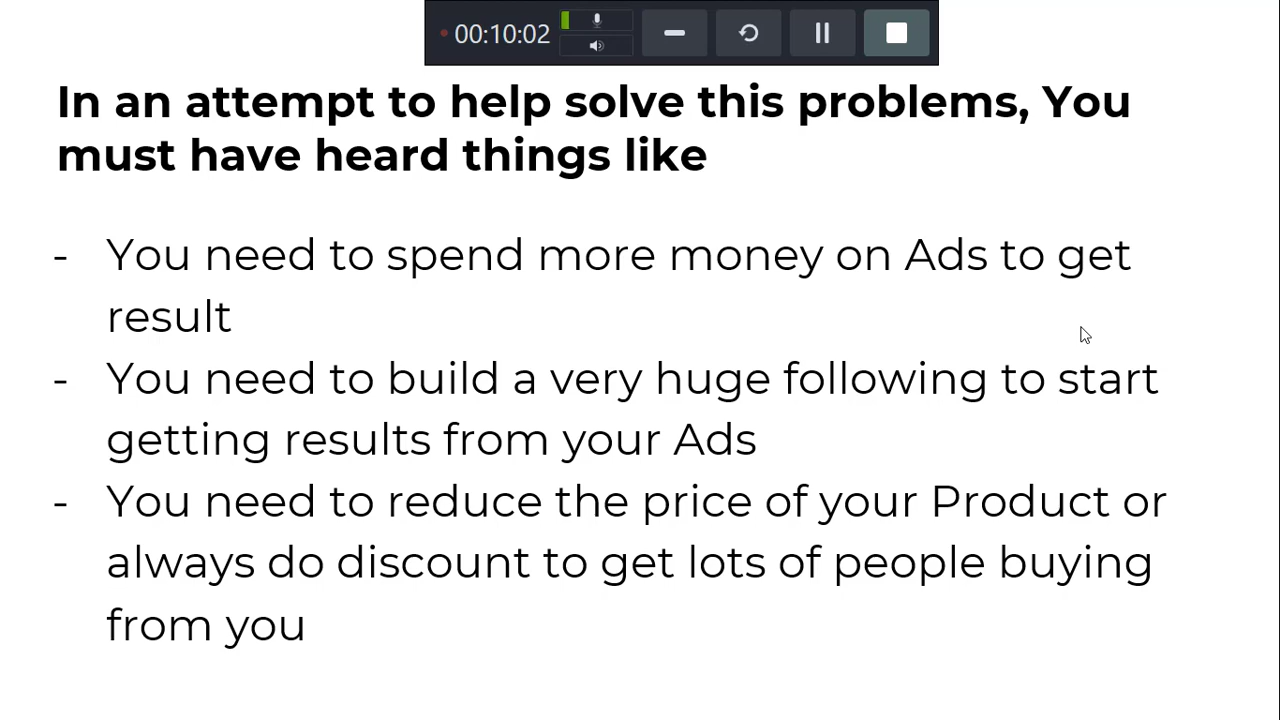 00:10:02
In an attempt to help solve this problems, You
must have heard things like
- You need to spend more money on Ads to get
result
- You need to build a very huge following to start
getting results from your Ads
- You need to reduce the price of your Product or
always do discount to get lots of people buying
from you